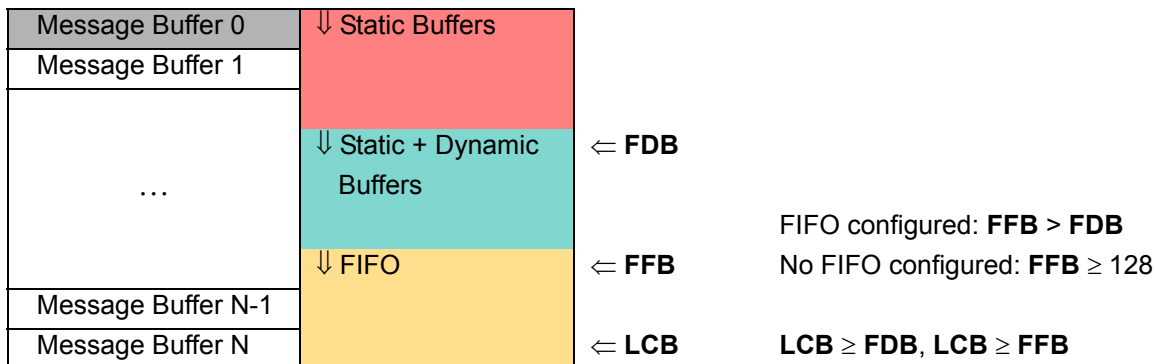 Message Buffer 0 ⇓ Static Buffers
Message Buffer 1
⇓ Static + Dynamic ⇐ FDB
… Buffers
FIFO configured: FFB > FDB
⇓ FIFO ⇐ FFB No FIFO configured: FFB ≥ 128
Message Buffer N-1
Message Buffer N ⇐ LCB LCB ≥ FDB, LCB ≥ FFB